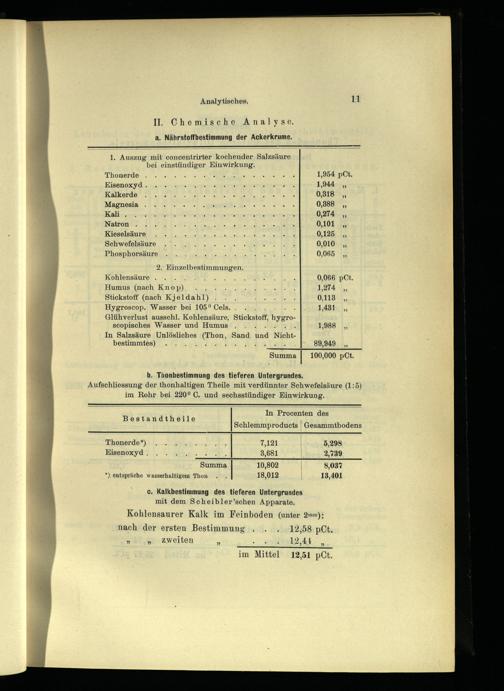 Analytisches. 11
II. Chemische Analyse.
a. Nährstoffbestimmung der Ackerkrume.
1. Auszug mit concentrirter kochender Salzsäure
bei einstündiger Einwirkung.
Thonerde . . . . . . . . . . . . . . . 1,954 pCt.
Eisenoxyd . . . . . . . . . . . . . . . 1,944 „
Kalkerde . . . . . . . . . . . . . . . 0,318 „
Magnesia . . . . . . . . . . . . . . . 0,388 „
Kali . . . . . . . . . . . . . . . . . 0,274 „
Natron . . . . . . . . . . . . . . . . 0,101 „
Kieselsäure . . . . . . . . . . . . . . 0,125 „
Schwefelsäure . . . . . . . . . . . . . 0,010 „
Phosphorsäure . . . . . . . . . . . . . 0,065 „
2. Einzelbestimmungen.
Kohlensäure . . . . . . . . . . . . . . 0,066 pCt.
Humus (nach Knop) . . . . . . . . . . . 1,274 „
Stickstoff (nach Kjeldahl) . . . . . . . . 0,113 „
Hygroscop. Wasser bei 105° Cels. . . . . . . 1,431 „
Glühverlust ausschl. Kohlensäure, Stickstoff, hygro-
scopisches Wasser und Humus . . . . . . 1,988 „
In Salzsäure Unlösliches (Thon, Sand und Nicht-
bestimmtes) . . . . . . . . . . . . 89,949 „
Summa 100,000 pCt.
b. Thonbestimmung des tieferen Untergrundes.
Aufschliessung der thonhaltigen Theile mit verdünnter Schwefelsäure (1:5)
im Rohr bei 220° C. und sechsstündiger Einwirkung.
Bestandtheile In Procenten des
Schlemmproducts Gesammtbodens
Thonerde*) . . . . . . . . 7,121 5,298
Eisenoxyd . . . . . . . . 3,681 2,739
Summa 10,802 8,037
*) entspräche wasserhaltigem Thon . . 18,012 13,401
c. Kalkbestimmung des tieferen Untergrundes
mit dem Scheibler'schen Apparate.
Kohlensaurer Kalk im Feinboden (unter 2mm):
nach der ersten Bestimmung . . . 12,58 pCt.
„ „ zweiten „ . . . 12,44 „
im Mittel 12,51 pCt.